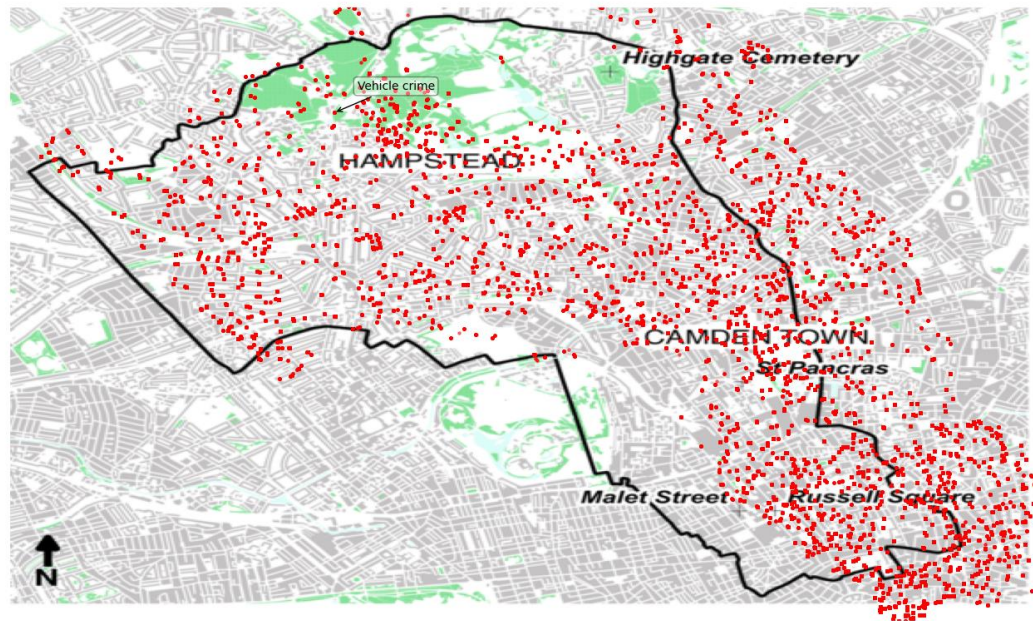 Highgate Cemetery
Vehicle crime
HAMPSTEAD
CAMDEN TOWN
St Pancras
Malet Street
Russell Square
N